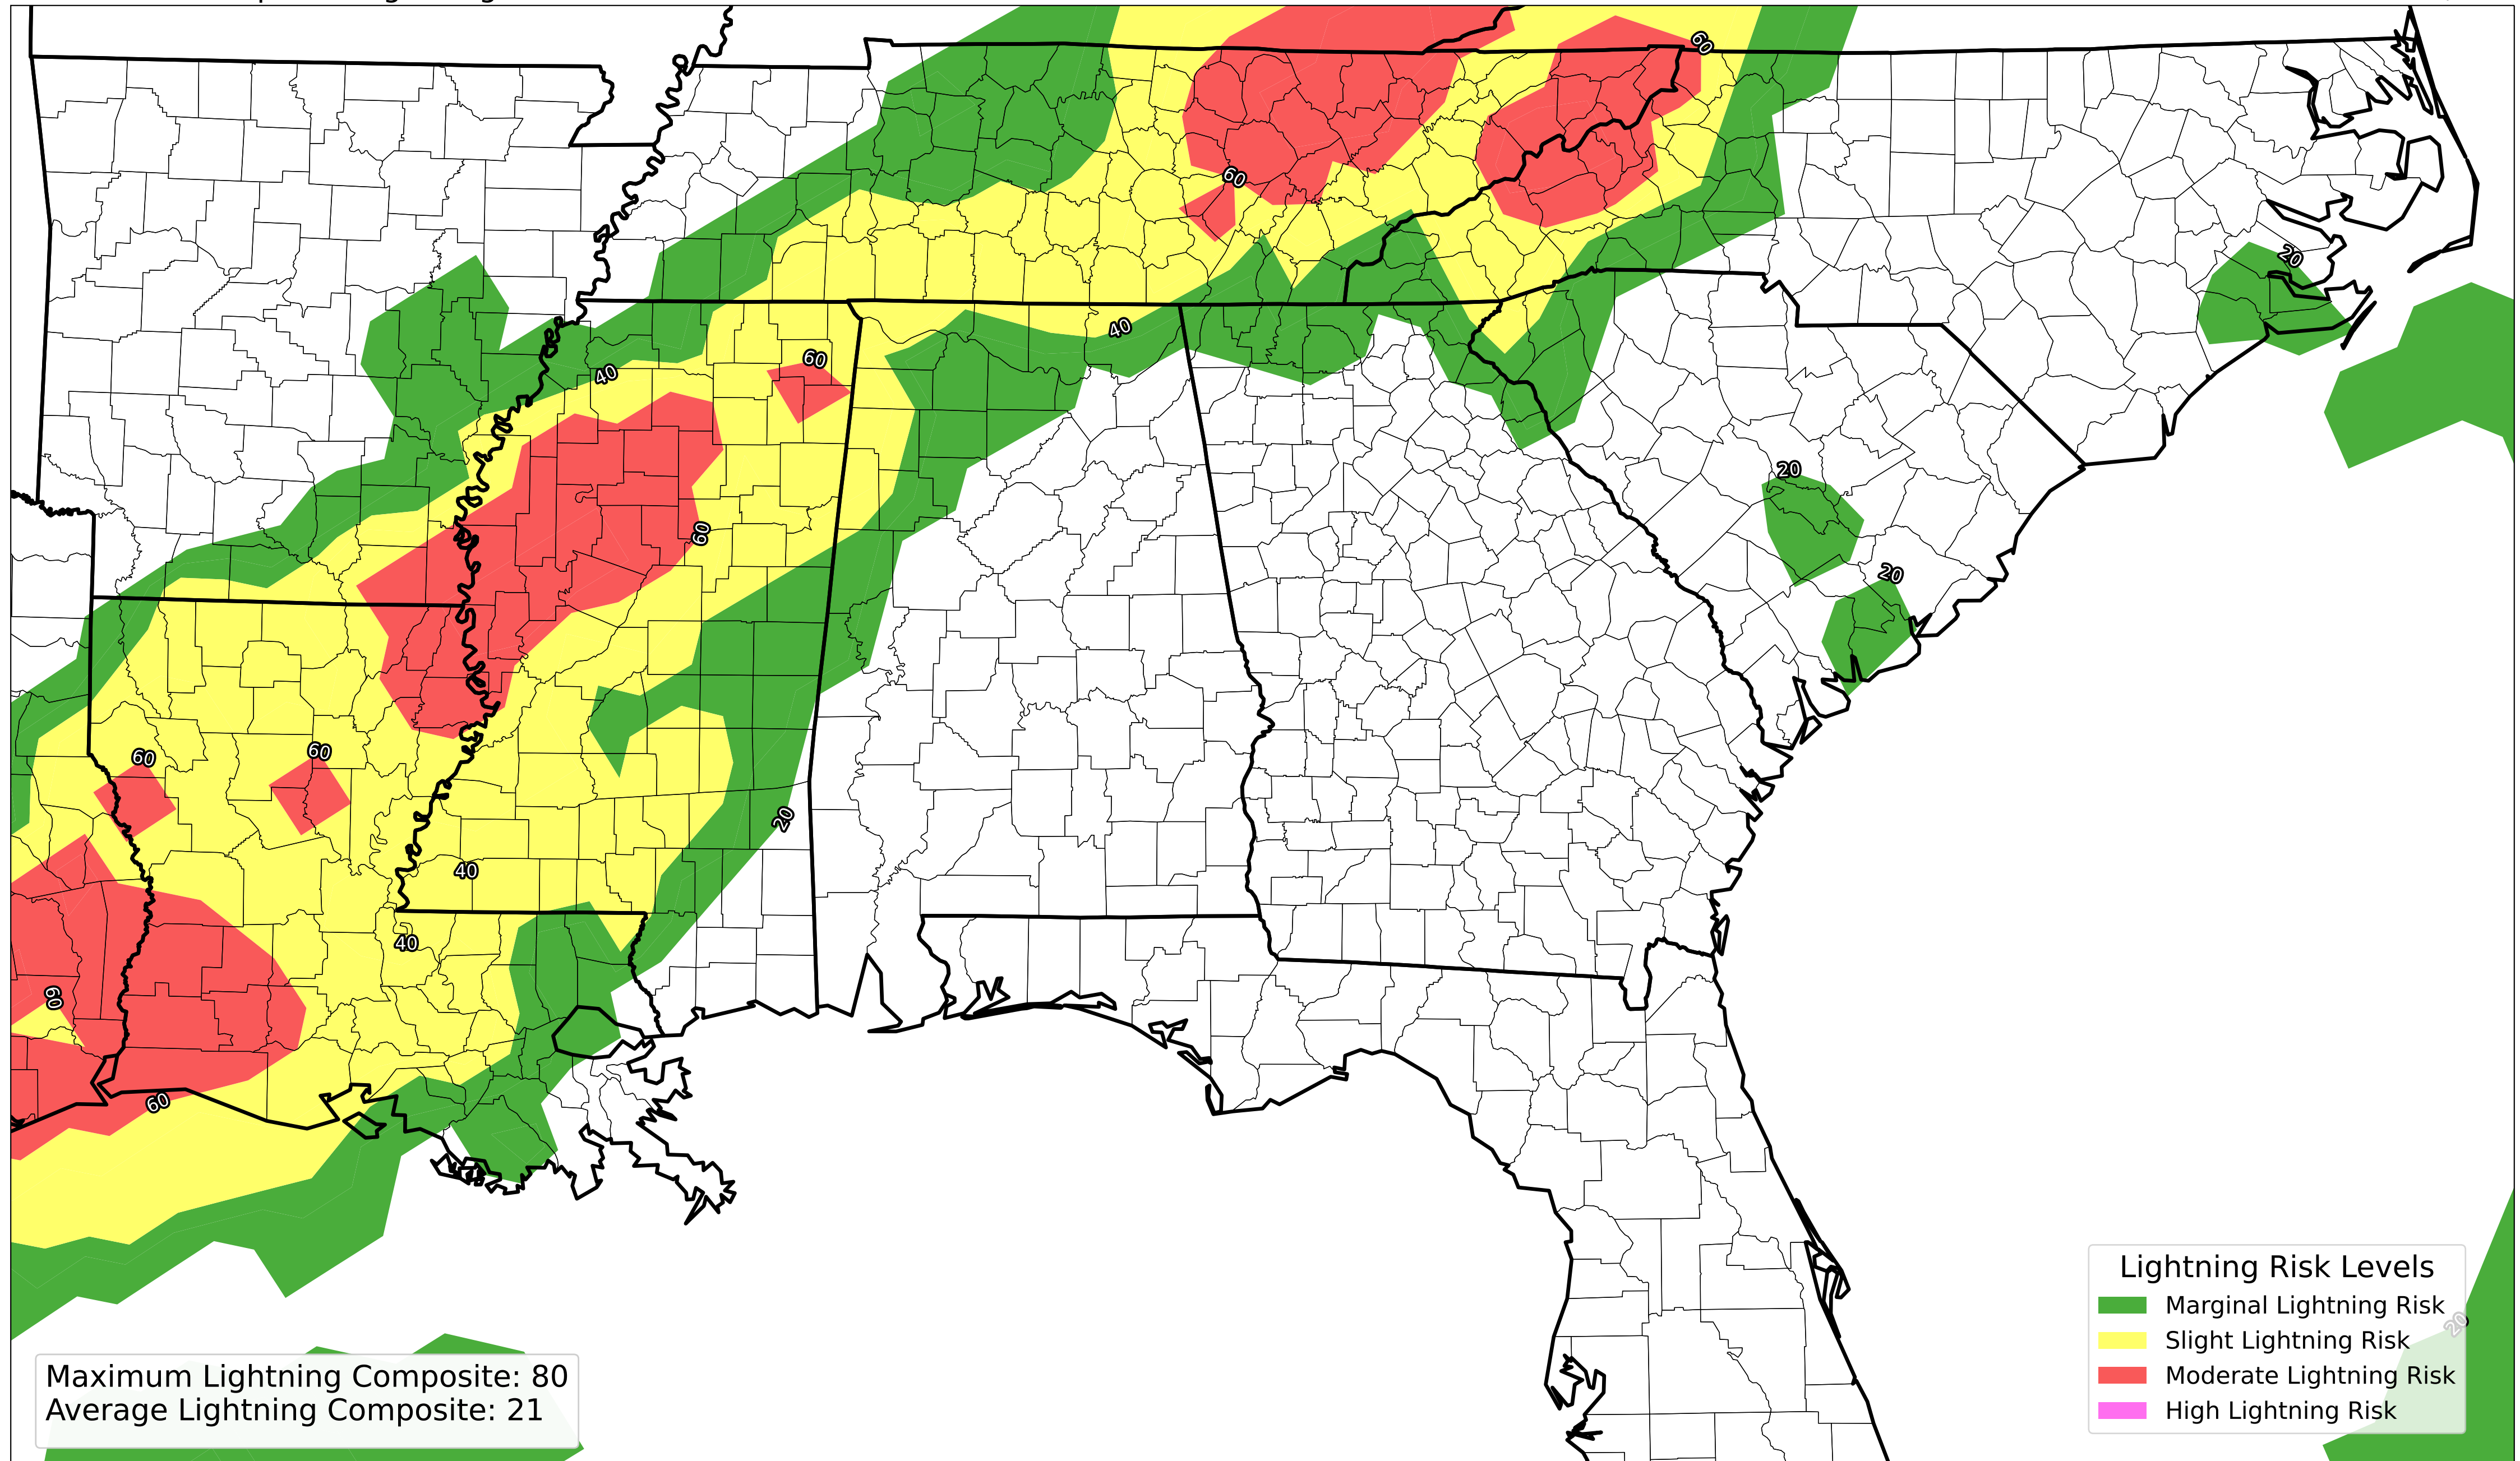 60
20
40
60
40
60
20
60
20
60
60
20
40
40
60
60
Lightning Risk Levels
Marginal Lightning Risk
20
Slight Lightning Risk
Moderate Lightning Risk
High Lightning Risk
Maximum Lightning Composite: 80
Average Lightning Composite: 21